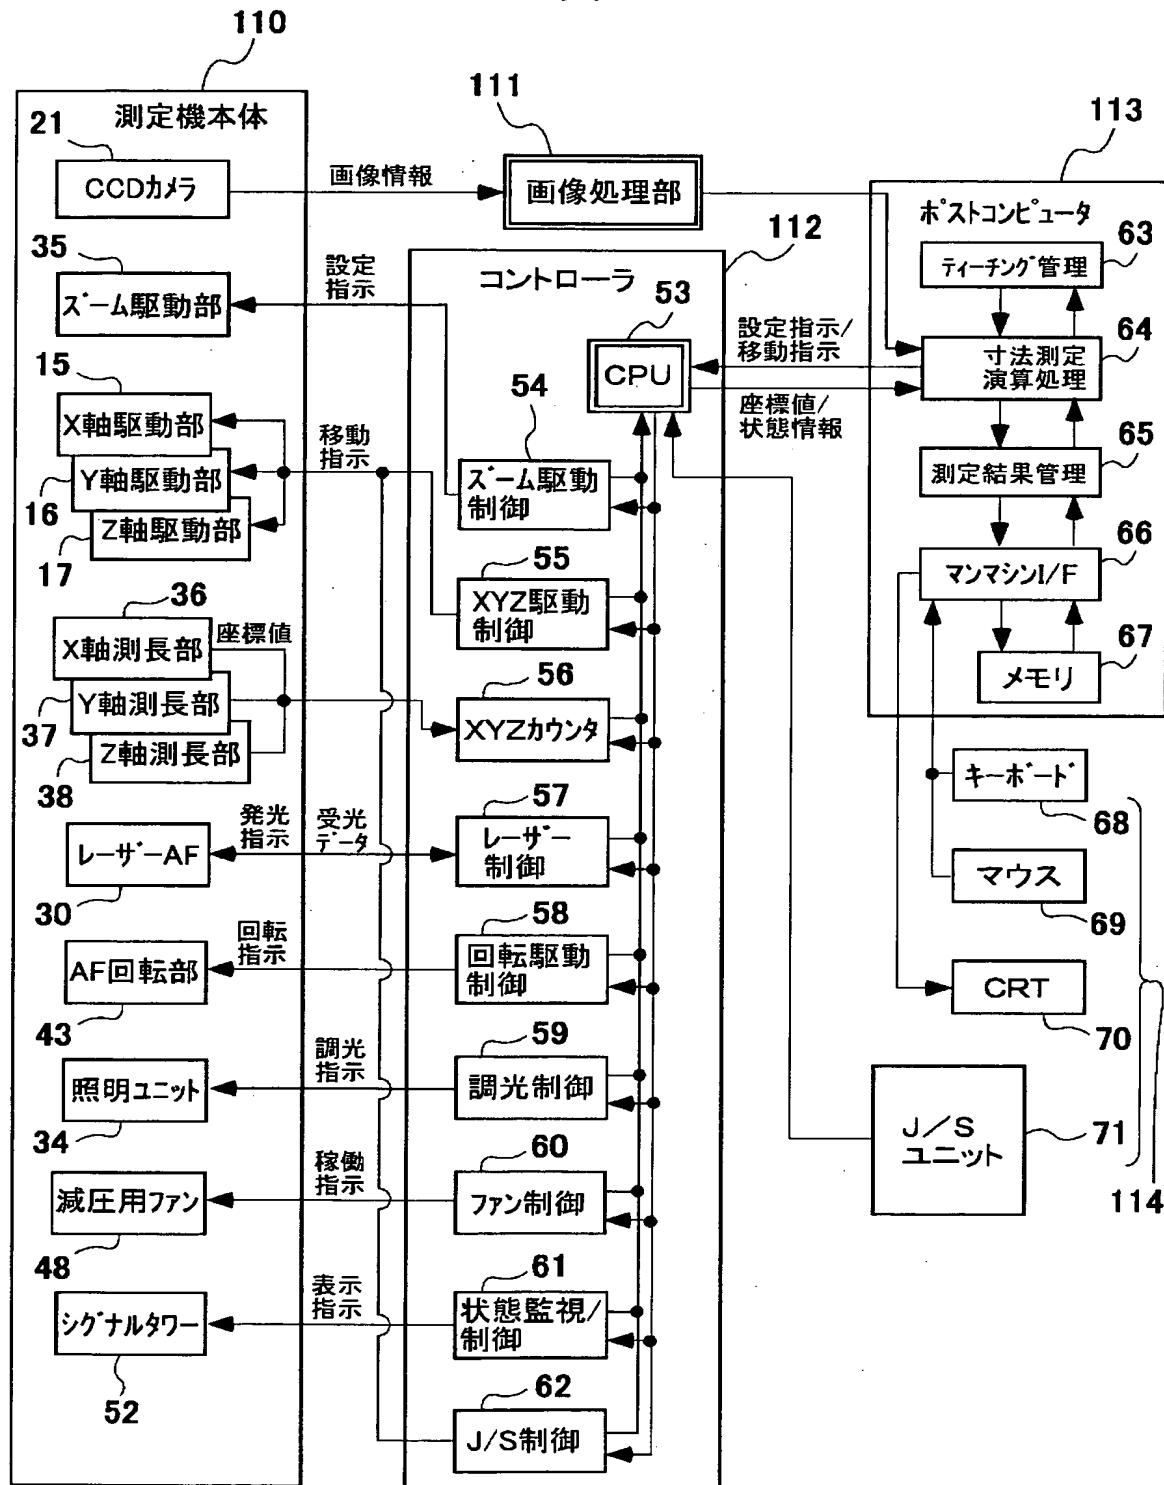 110
測定機本体
21
CCDカメラ
画像情報
111
画像処理部
113
ポストコンピュータ
63
ティーチング管理
64
寸法測定
演算処理
65
測定結果管理
66
マンマシンI/F
67
メモリ
112
コントローラ
53
CPU
設定指示/
移動指示
座標値/
状態情報
35
ズーム駆動部
設定
指示
54
ズーム駆動
制御
15
X軸駆動部
16
Y軸駆動部
17
Z軸駆動部
移動
指示
55
XYZ駆動
制御
36
X軸測長部
37
Y軸測長部
38
Z軸測長部
座標値
56
XYZカウンタ
57
レーザー
制御
発光
指示
受光
データ
レーザーAF
30
58
回転駆動
制御
回転
指示
AF回転部
43
59
調光制御
調光
指示
照明ユニット
34
60
ファン制御
稼働
指示
減圧用ファン
48
61
状態監視/
制御
表示
指示
シグナルタワー
52
62
J/S制御
キーボード
68
マウス
69
CRT
70
J/S
ユニット
71
114